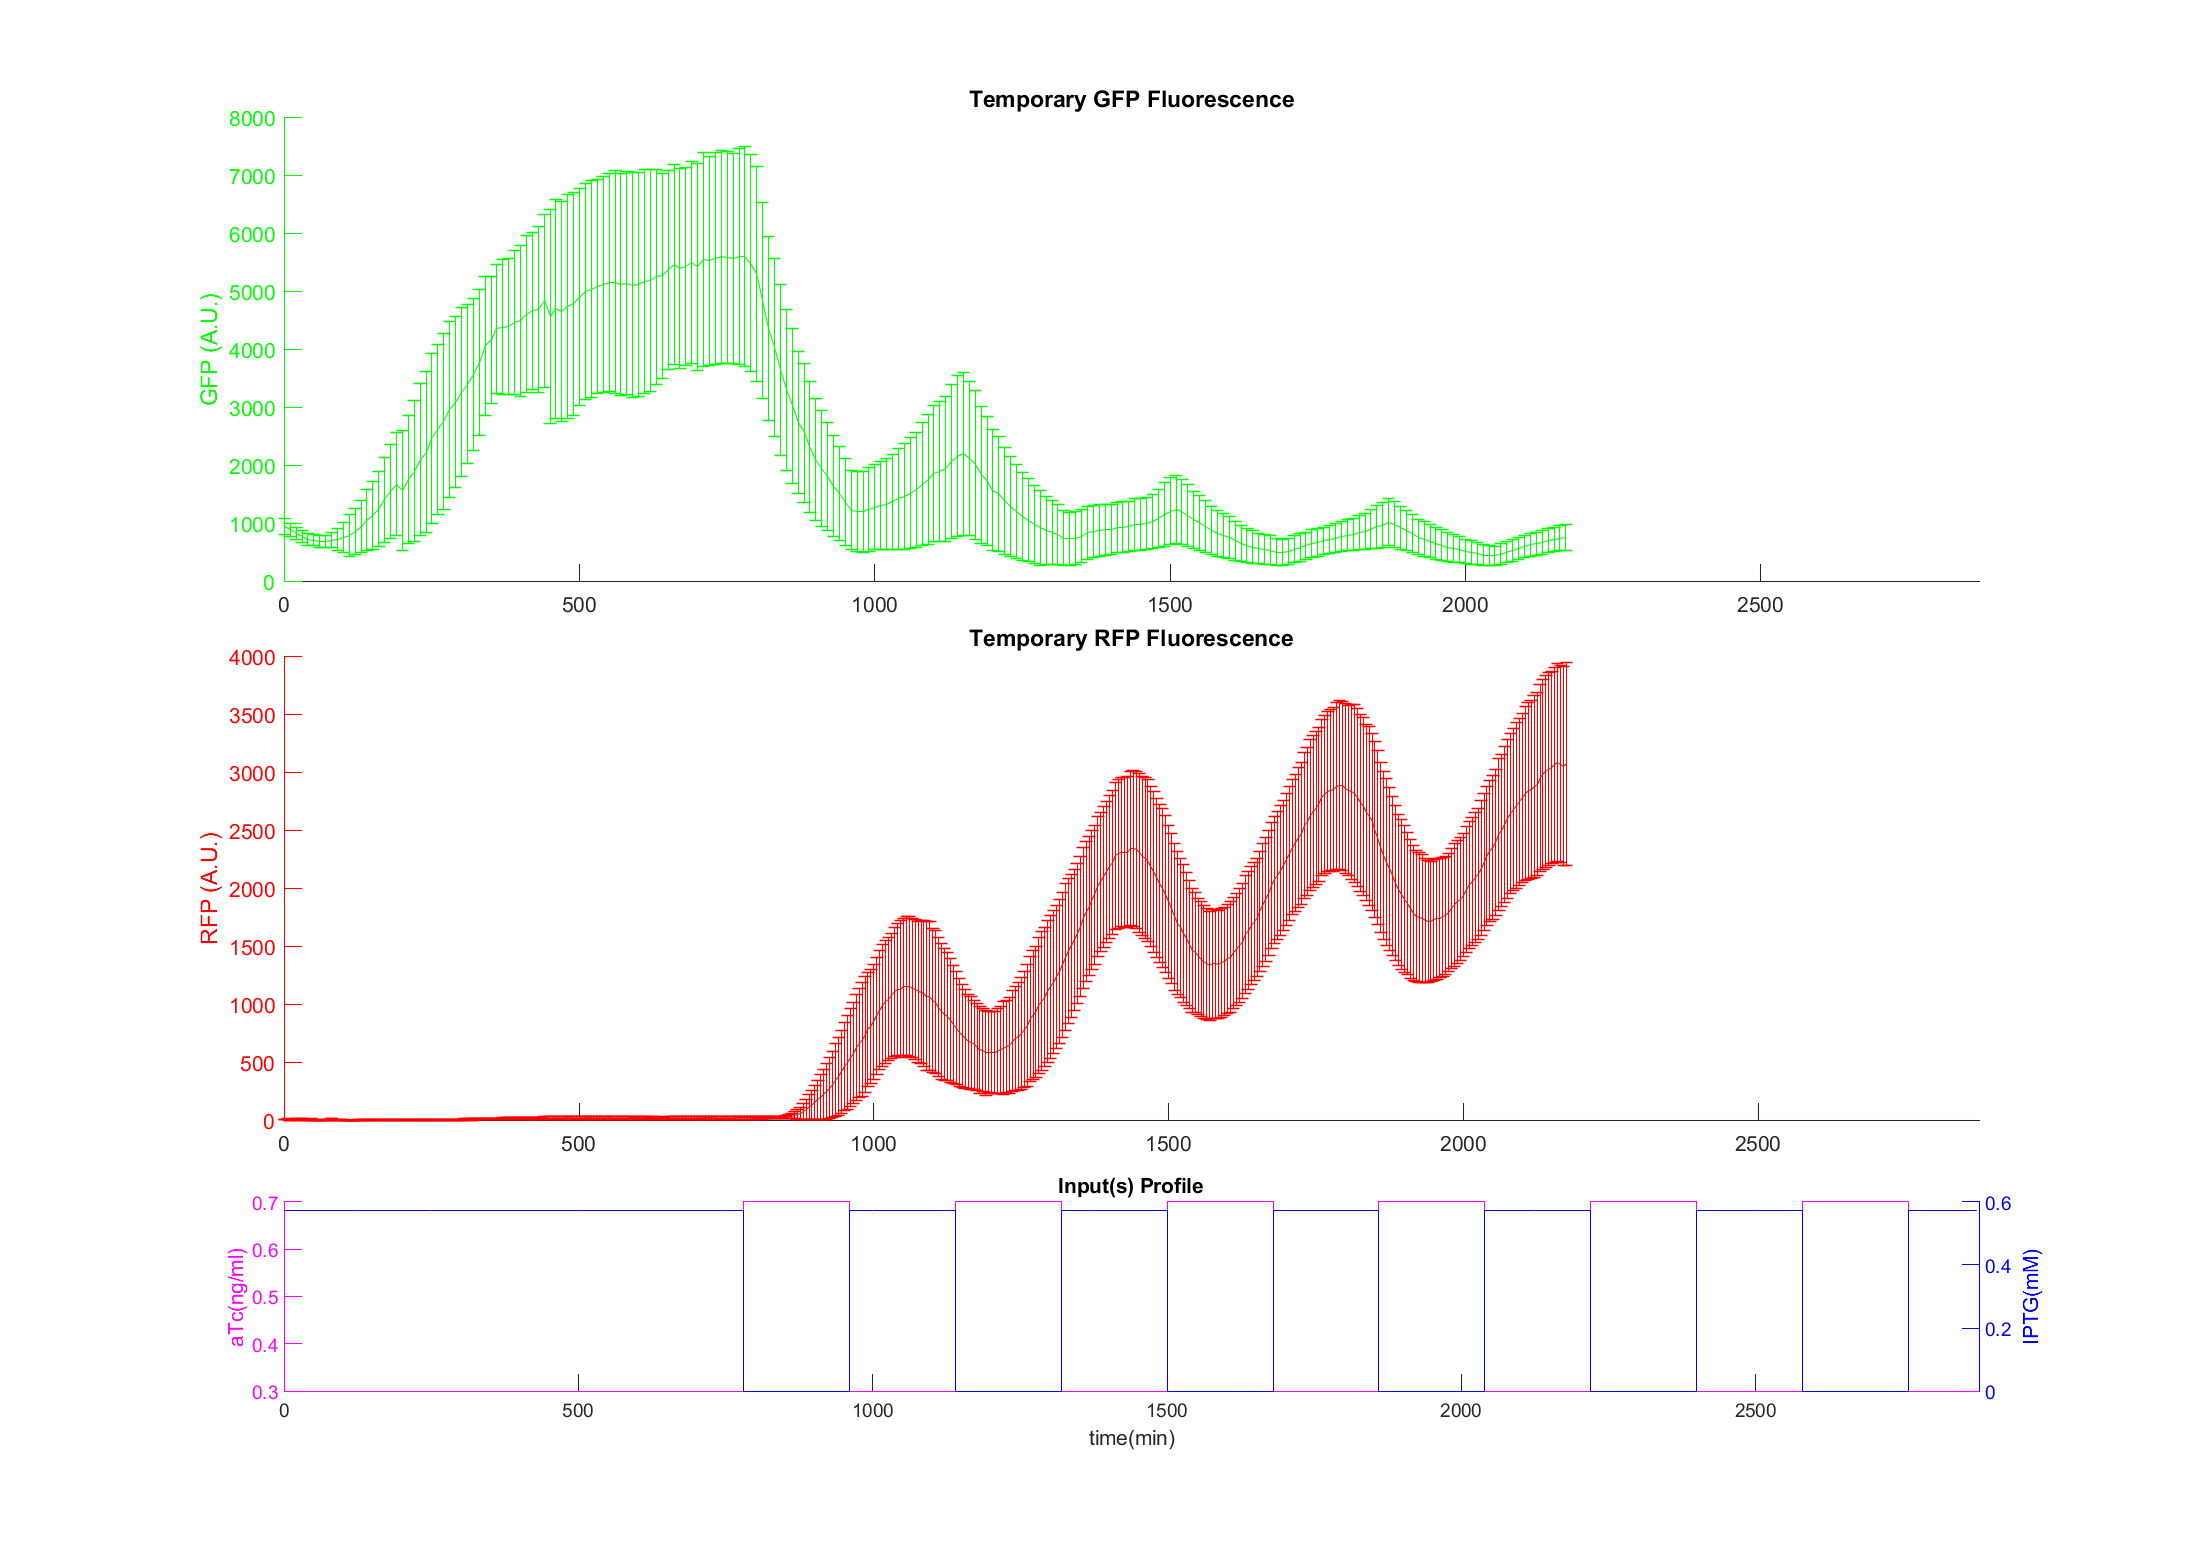 Temporary GFP Fluorescence
8000
7000
6000
5000
4000
3000
2000
1000
0
GFP (A.U.)
0 500 1000 1500 2000 2500
Temporary RFP Fluorescence
4000
3500
3000
2500
2000
1500
1000
500
0
RFP (A.U.)
0 500 1000 1500 2000 2500
Input(s) Profile
0.7
0.6
0.5
0.4
0.3
aTc(ng/ml)
0.6
0.4
0.2
0
IPTG(mM)
0 500 1000 1500 2000 2500
time(min)